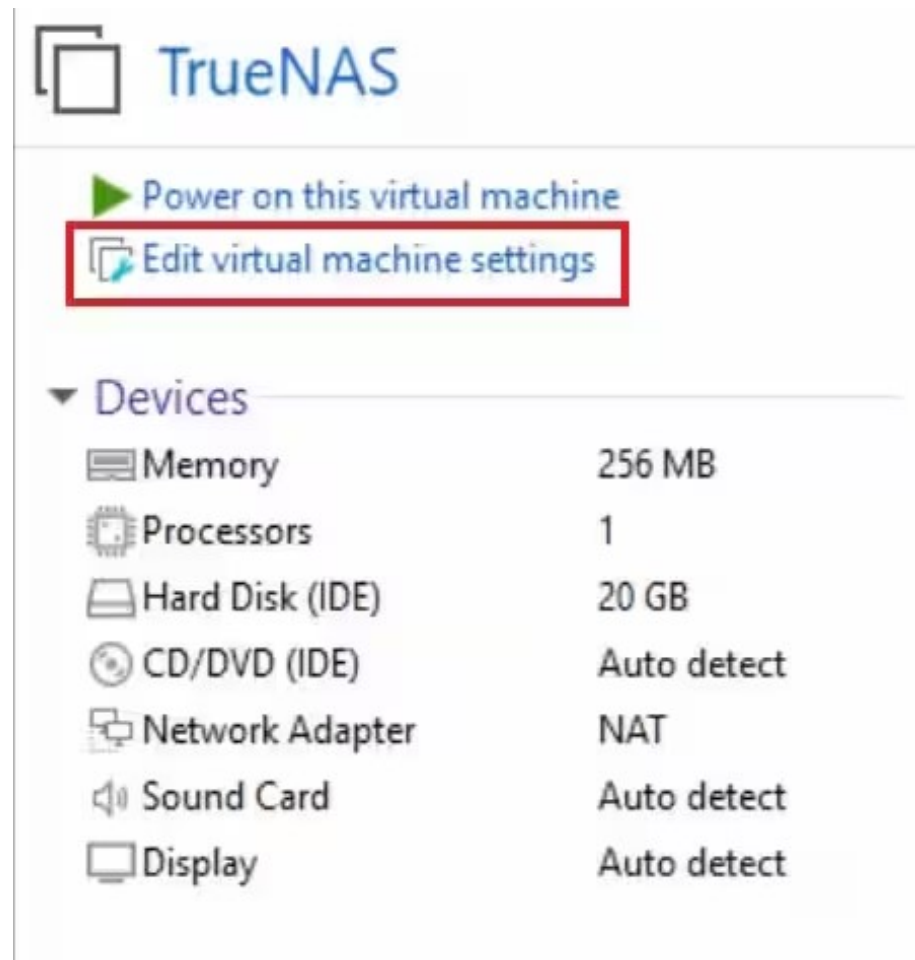 TrueNAS
Power on this virtual machine
Edit virtual machine settings
Devices
Memory 256 MB
Processors 1
Hard Disk (IDE) 20 GB
CD/DVD (IDE) Auto detect
Network Adapter NAT
Sound Card Auto detect
Display Auto detect